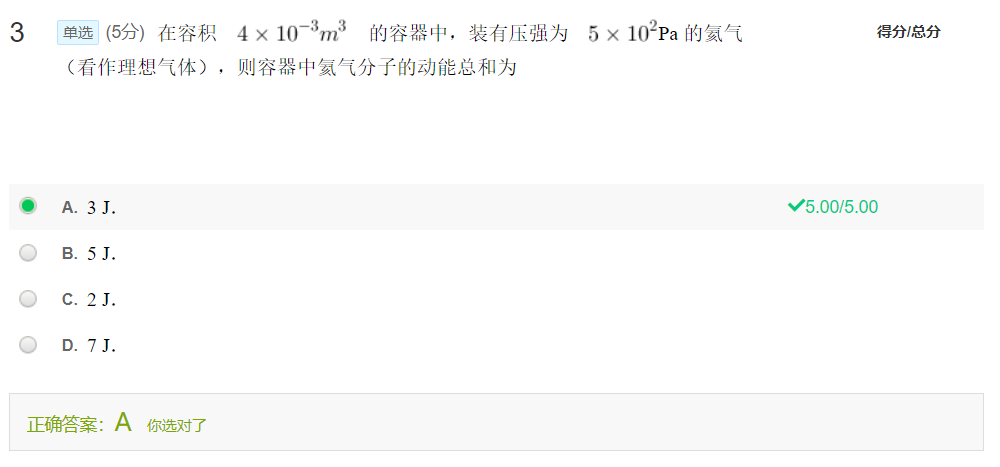 3 单选 (5分) 在容积 4 × 10⁻³m³ 的容器中，装有压强为 5 × 10²Pa 的氦气 得分/总分
（看作理想气体），则容器中氦气分子的动能总和为
A. 3 J. 5.00/5.00
B. 5 J.
C. 2 J.
D. 7 J.
正确答案：A 你选对了